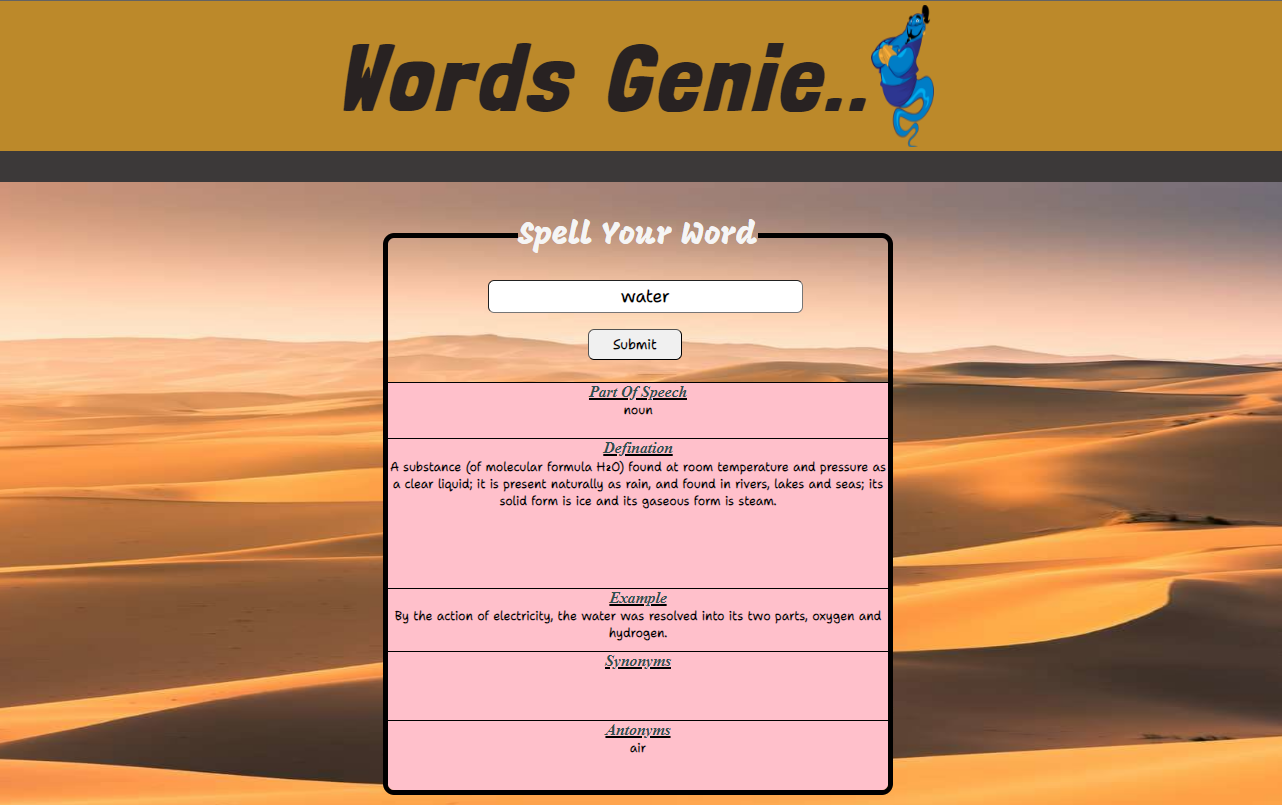 Words Genie..
Spell Your Word
water
Submit
Part Of Speech
noun
Defination
A substance (of molecular formula H₂O) found at room temperature and pressure as
a clear liquid; it is present naturally as rain, and found in rivers, lakes and seas; its
solid form is ice and its gaseous form is steam.
Example
By the action of electricity, the water was resolved into its two parts, oxygen and
hydrogen.
Synonyms
Antonyms
air